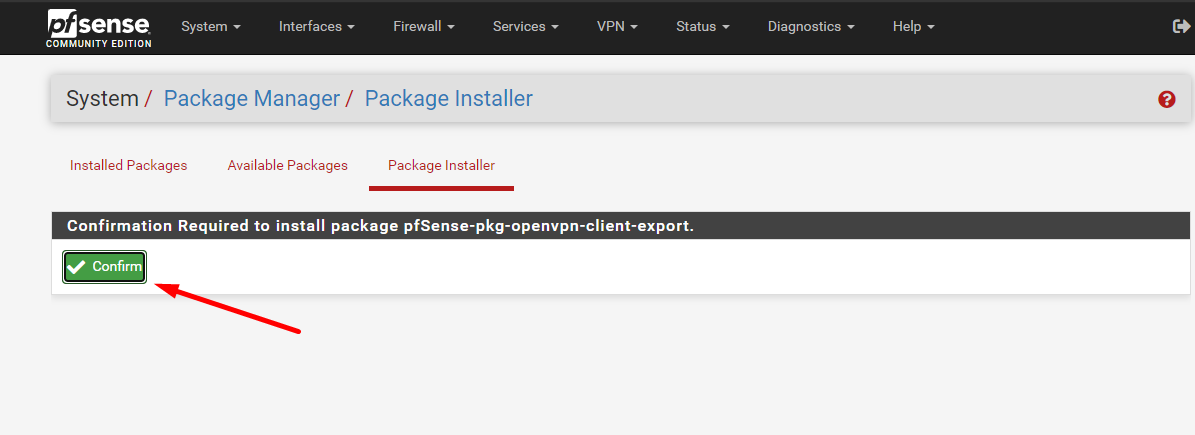 pfsense
COMMUNITY EDITION
System
Interfaces
Firewall
Services
VPN
Status
Diagnostics
Help
System / Package Manager / Package Installer
?
Installed Packages
Available Packages
Package Installer
Confirmation Required to install package pfSense-pkg-openvpn-client-export.
Confirm